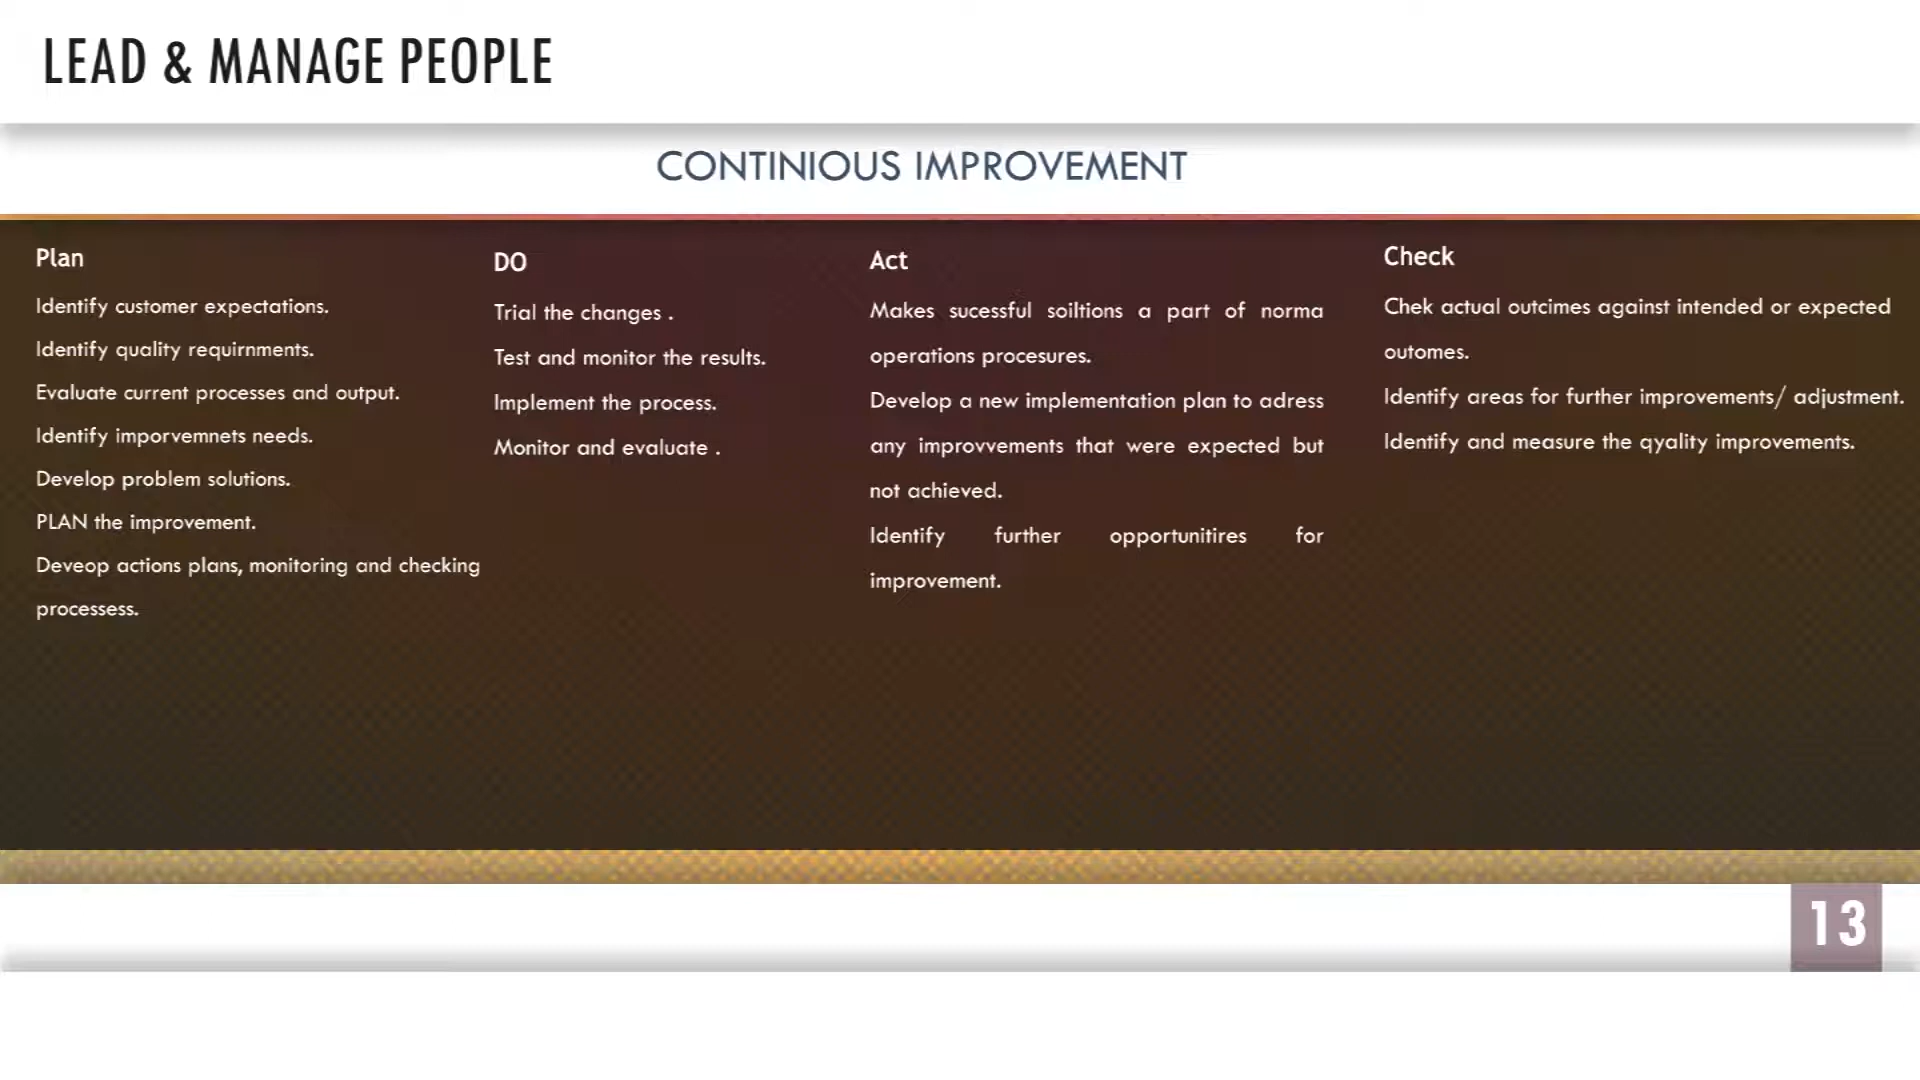 LEAD & MANAGE PEOPLE
CONTINIOUS IMPROVEMENT
Plan
Identify customer expectations.
Identify quality requirnments.
Evaluate current processes and output.
Identify imporvemnets needs.
Develop problem solutions.
PLAN the improvement.
Deveop actions plans, monitoring and checking
processess.
DO
Trial the changes .
Test and monitor the results.
Implement the process.
Monitor and evaluate .
Act
Makes sucessful soiltions a part of norma
operations procesures.
Develop a new implementation plan to adress
any improvvements that were expected but
not achieved.
Identify further opportunitires for
improvement.
Check
Chek actual outcimes against intended or expected
outomes.
Identify areas for further improvements/ adjustment.
Identify and measure the qyality improvements.
13